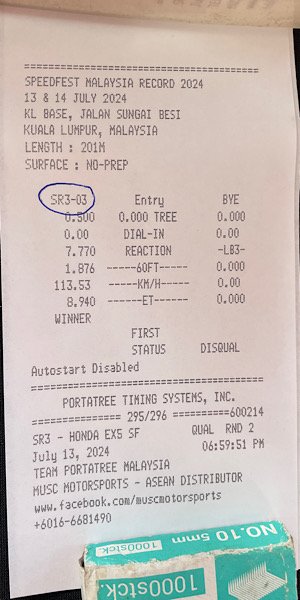 ==========================================
SPEEDFEST MALAYSIA RECORD 2024
13 & 14 JULY 2024
KL BASE, JALAN SUNGAI BESI
KUALA LUMPUR, MALAYSIA
LENGTH : 201M
SURFACE : NO-PREP
SR3-03 Entry BYE
0.500 0.000 TREE 0.000
0.00 DIAL-IN 0.00
7.770 REACTION -LB3-
1.876 ------60FT------ 0.000
113.53 ------KM/H------ 0.00
8.940 -------ET------- 0.000
WINNER
FIRST
STATUS DISQUAL
Autostart Disabled
==========================================
PORTATREE TIMING SYSTEMS, INC.
================ 295/296 ==========600214
SR3 - HONDA EX5 SF QUAL RND 2
July 13, 2024 06:59:51 PM
TEAM PORTATREE MALAYSIA
MUSC MOTORSPORTS - ASEAN DISTRIBUTOR
www.facebook.com/muscmotorsports
+6016-6681490
NO.10 5mm
1000stck.
1000stck.